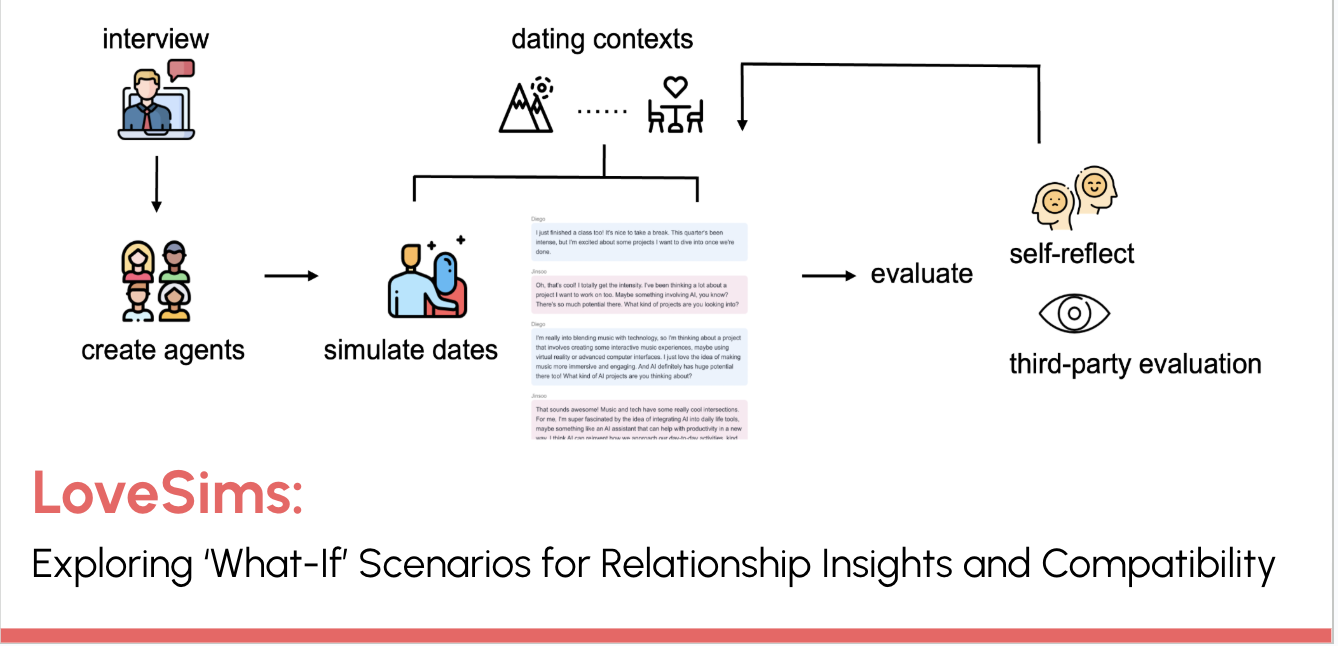 interview
dating contexts
create agents
simulate dates
Diego
I just finished a class too! It's nice to take a break. This quarter's been
intense, but I'm excited about some projects I want to dive into once we're
done.
Jinsoo
Oh, that's cool! I totally get the intensity. I've been thinking a lot about a
project I want to work on too. Maybe something involving AI, you know?
There's so much potential there. What kind of projects are you looking into?
Diego
I'm really into blending music with technology, so I'm thinking about a project
that involves creating some interactive music experiences, maybe using
virtual reality or advanced computer interfaces. I just love the idea of making
music more immersive and engaging. And AI definitely has huge potential
there too! What kind of AI projects are you thinking about?
Jinsoo
That sounds awesome! Music and tech have some really cool intersections.
For me, I'm super fascinated by the idea of integrating AI into daily life tools,
maybe something like an AI assistant that can help with productivity in a new
way. I think AI can reinvent how we approach our day-to-day activities, kind
evaluate
self-reflect
third-party evaluation
LoveSims:
Exploring ‘What-If’ Scenarios for Relationship Insights and Compatibility